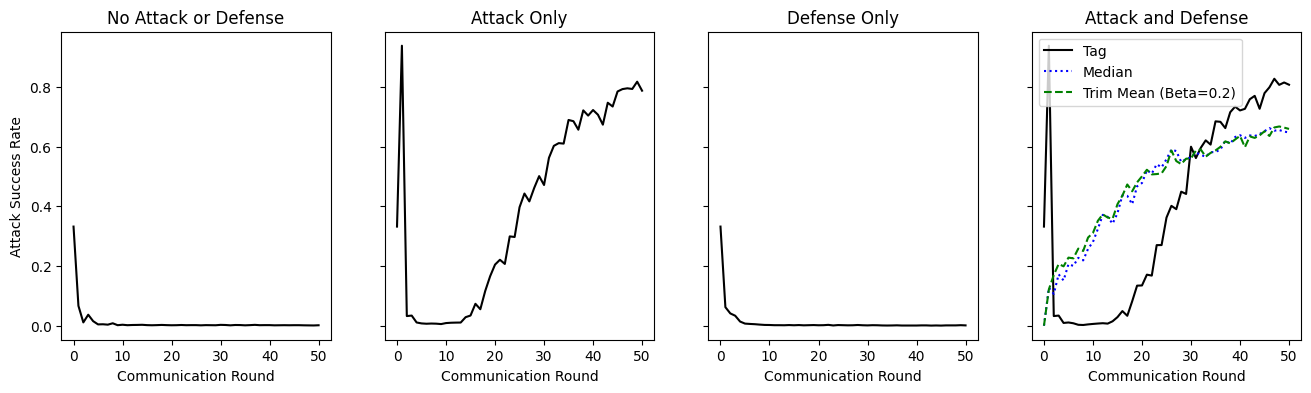 No Attack or Defense
Attack Only
Defense Only
Attack and Defense
Attack Success Rate
0.8
0.6
0.4
0.2
0.0
Tag
Median
Trim Mean (Beta=0.2)
0 10 20 30 40 50
0 10 20 30 40 50
0 10 20 30 40 50
0 10 20 30 40 50
Communication Round
Communication Round
Communication Round
Communication Round